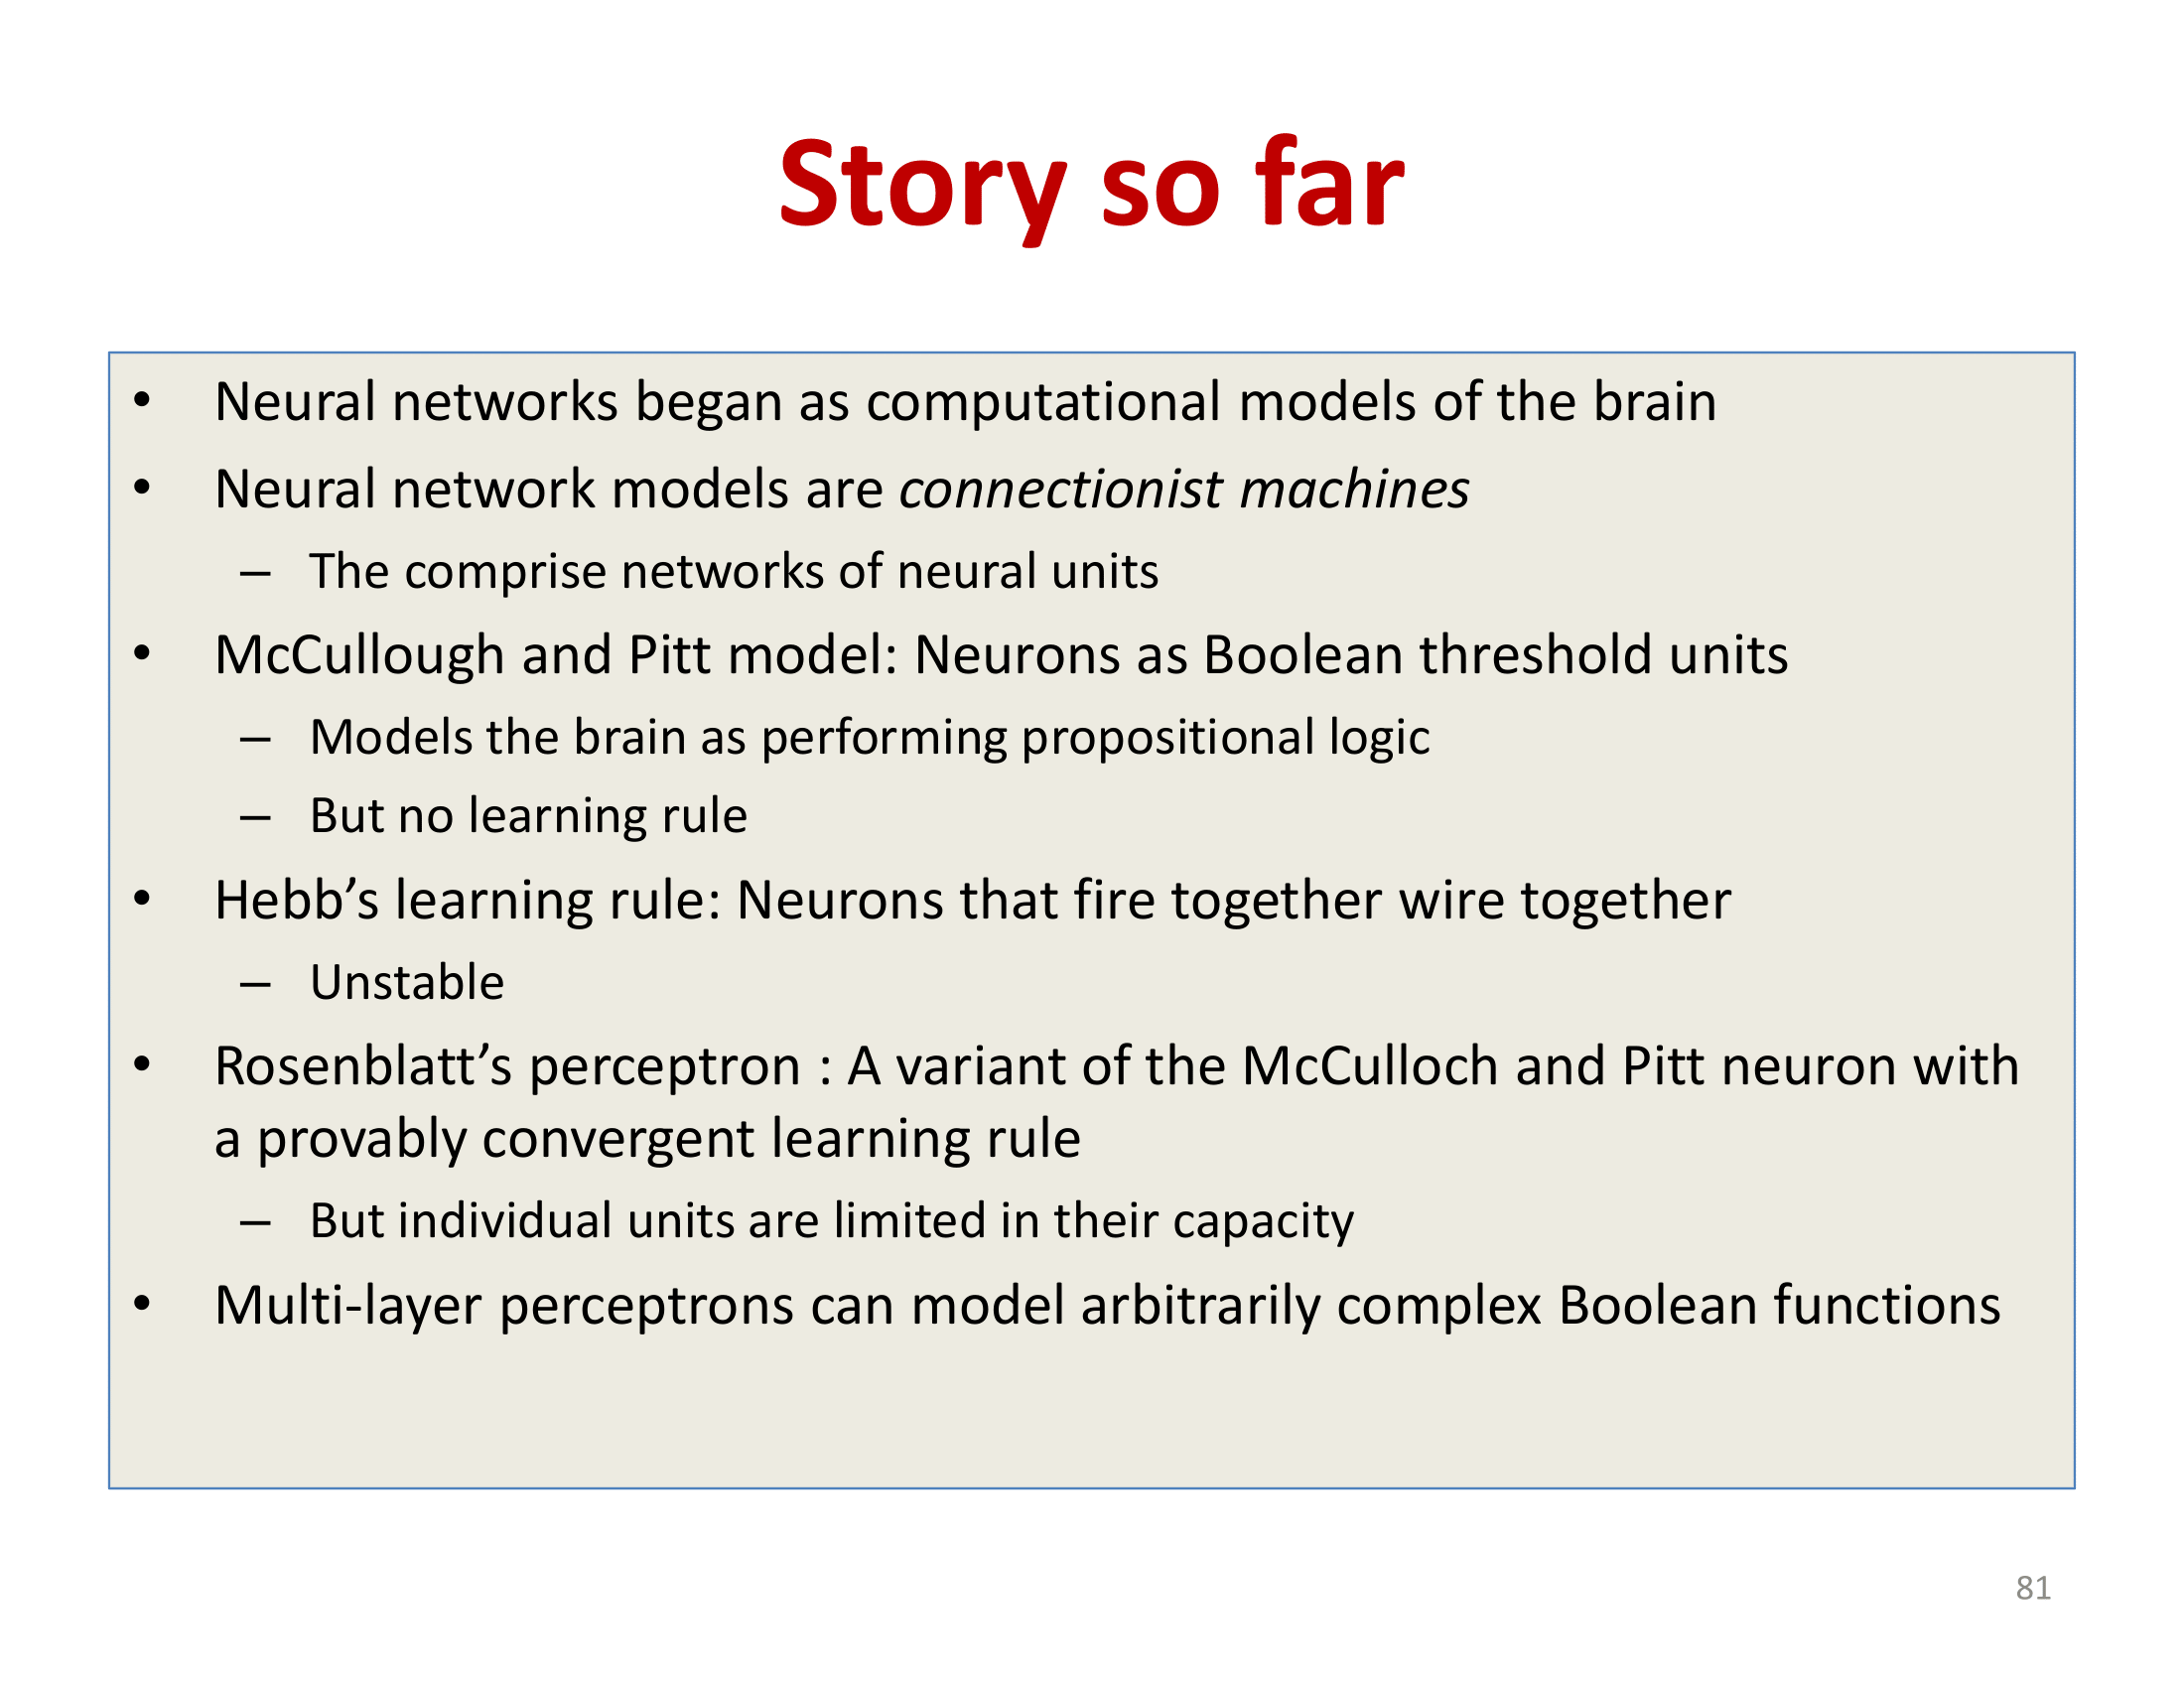 Story so far
• Neural networks began as computational models of the brain
• Neural network models are connectionist machines
– The comprise networks of neural units
• McCullough and Pitt model: Neurons as Boolean threshold units
– Models the brain as performing propositional logic
– But no learning rule
• Hebb’s learning rule: Neurons that fire together wire together
– Unstable
• Rosenblatt’s perceptron : A variant of the McCulloch and Pitt neuron with
a provably convergent learning rule
– But individual units are limited in their capacity
• Multi-layer perceptrons can model arbitrarily complex Boolean functions
81